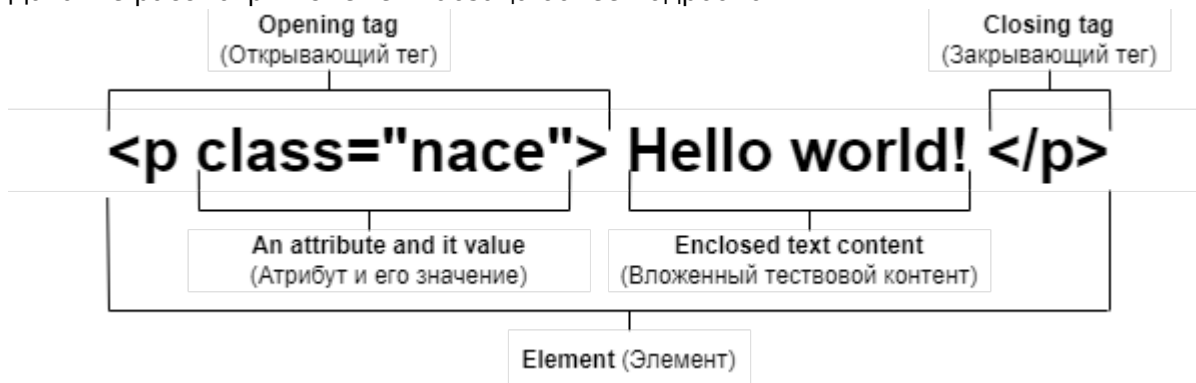 Opening tag
(Открывающий тег)
Closing tag
(Закрывающий тег)
<p class="nace"> Hello world! </p>
An attribute and it value
(Атрибут и его значение)
Enclosed text content
(Вложенный тествовой контент)
Element (Элемент)